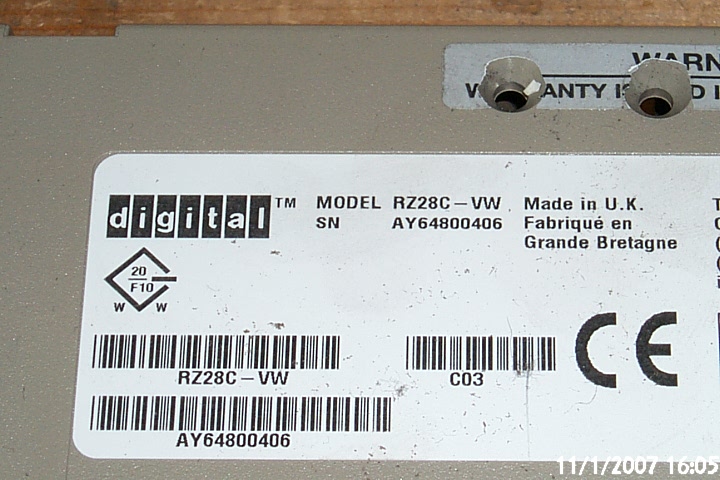 WARN
ANTY
digital™
MODEL RZ28C-VW
SN AY64800406
Made in U.K.
Fabriqué en
Grande Bretagne
20
F10
W W
RZ28C-VW
C03
CE
AY64800406
11/1/2007 16:05